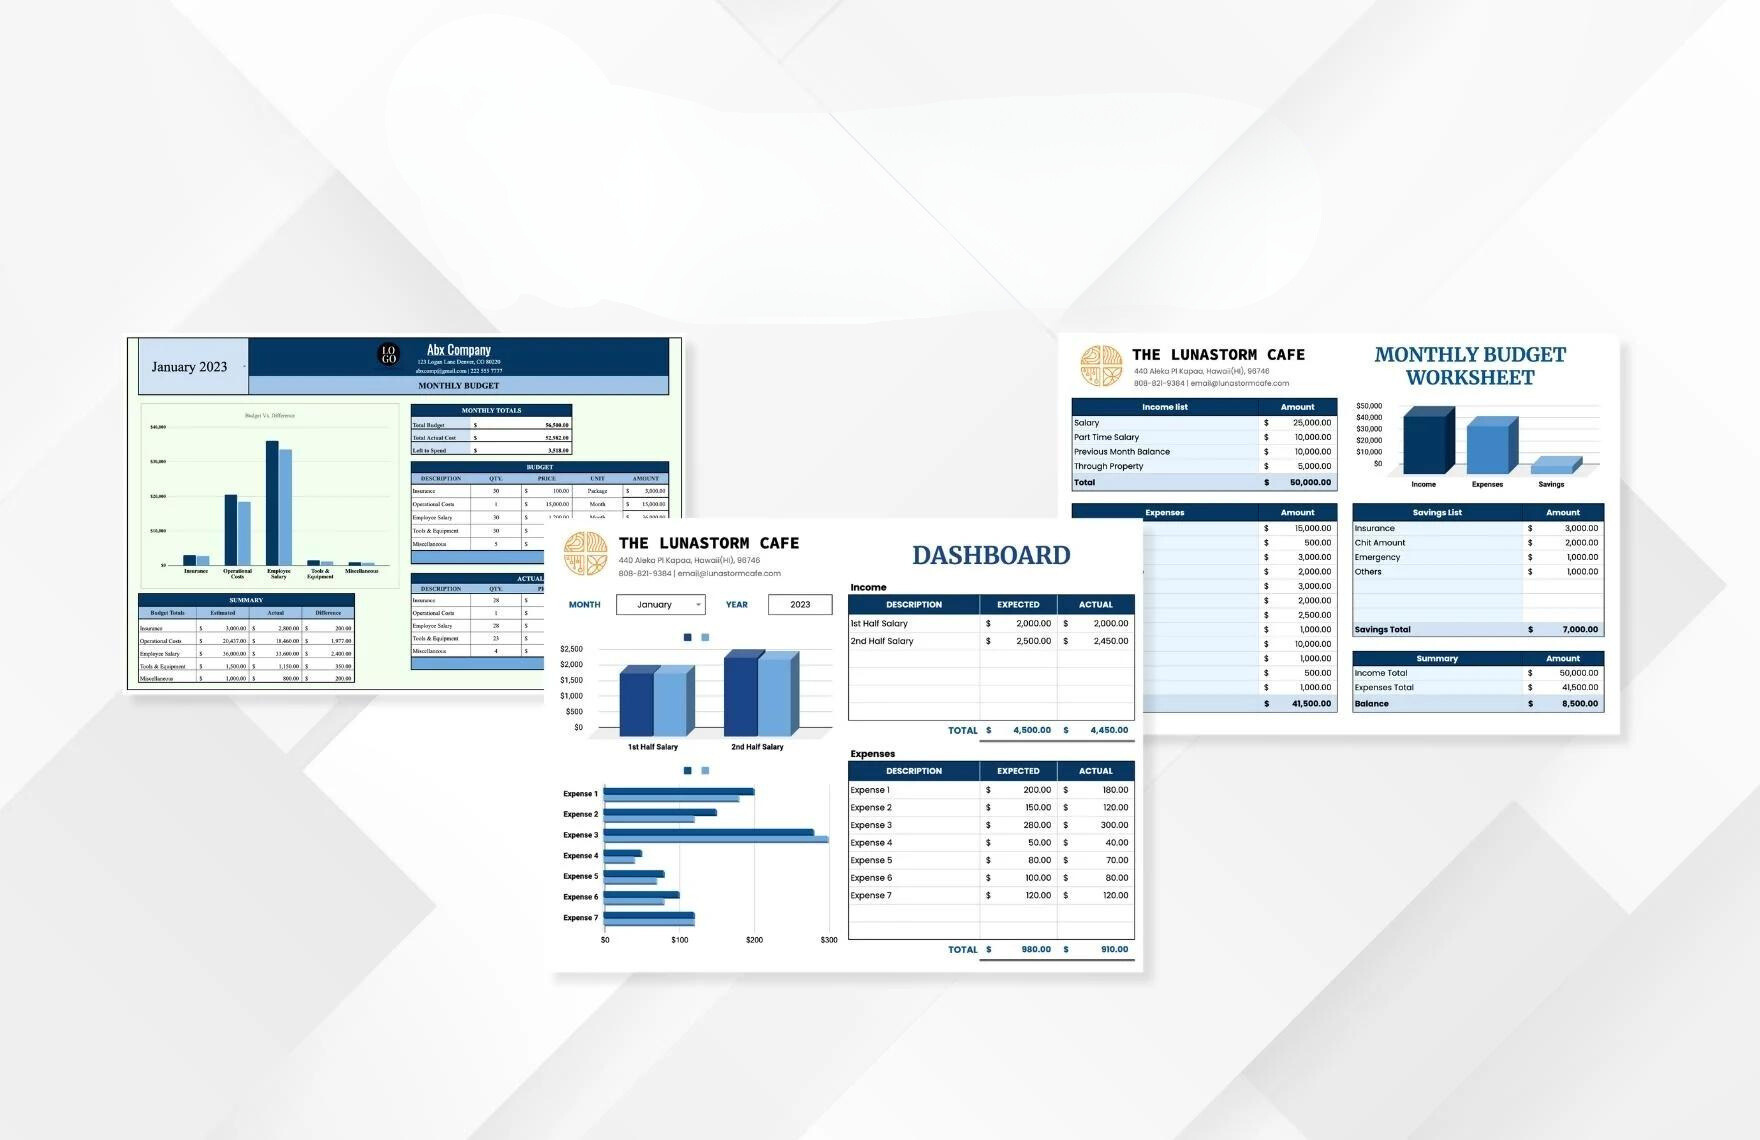 January 2023
LO
GO
Abx Company
123 Logan Lane Denver, CO 80220
abxcomp@gmail.com | 222 555 7777
MONTHLY BUDGET
Budget Vs. Difference
$40,000
$30,000
$20,000
$10,000
$0
Insurance Operational Costs Employee Salary Tools & Equipment Miscellaneous
MONTHLY TOTALS
Total Budget $ 56,500.00
Total Actual Cost $ 52,982.00
Left to Spend $ 3,518.00
BUDGET
DESCRIPTION QTY. PRICE UNIT AMOUNT
Insurance 30 $ 100.00 Package $ 3,000.00
Operational Costs 1 $ 15,000.00 Month $ 15,000.00
Employee Salary 30 $ 1,200.00 Month $
Tools & Equipment 30 $
Miscellaneous 5 $
ACTUAL
DESCRIPTION QTY.
Insurance 28 $
Operational Costs 1 $
Employee Salary 28 $
Tools & Equipment 23 $
Miscellaneous 4 $
SUMMARY
Budget Totals Estimated Actual Difference
Insurance $ 3,000.00 $ 2,800.00 $ 200.00
Operational Costs $ 20,437.00 $ 18,460.00 $ 1,977.00
Employee Salary $ 36,000.00 $ 33,600.00 $ 2,400.00
Tools & Equipment $ 1,500.00 $ 1,150.00 $ 350.00
Miscellaneous $ 1,000.00 $ 800.00 $ 200.00
THE LUNASTORM CAFE
440 Aleka Pl Kapaa, Hawaii(HI), 96746
808-821-9384 | email@lunastormcafe.com
DASHBOARD
MONTH January YEAR 2023
$2,500
$2,000
$1,500
$1,000
$500
$0
1st Half Salary 2nd Half Salary
Expense 1
Expense 2
Expense 3
Expense 4
Expense 5
Expense 6
Expense 7
$0 $100 $200 $300
Income
DESCRIPTION EXPECTED ACTUAL
1st Half Salary $ 2,000.00 $ 2,000.00
2nd Half Salary $ 2,500.00 $ 2,450.00
TOTAL $ 4,500.00 $ 4,450.00
Expenses
DESCRIPTION EXPECTED ACTUAL
Expense 1 $ 200.00 $ 180.00
Expense 2 $ 150.00 $ 120.00
Expense 3 $ 280.00 $ 300.00
Expense 4 $ 50.00 $ 40.00
Expense 5 $ 80.00 $ 70.00
Expense 6 $ 100.00 $ 80.00
Expense 7 $ 120.00 $ 120.00
TOTAL $ 980.00 $ 910.00
THE LUNASTORM CAFE
440 Aleka Pl Kapaa, Hawaii(HI), 96746
808-821-9384 | email@lunastormcafe.com
MONTHLY BUDGET
WORKSHEET
Income list Amount
Salary $ 25,000.00
Part Time Salary $ 10,000.00
Previous Month Balance $ 10,000.00
Through Property $ 5,000.00
Total $ 50,000.00
$50,000
$40,000
$30,000
$20,000
$10,000
$0
Income Expenses Savings
Expenses Amount
$ 15,000.00
$ 500.00
$ 3,000.00
$ 2,000.00
$ 3,000.00
$ 2,000.00
$ 2,500.00
$ 1,000.00
$ 10,000.00
$ 1,000.00
$ 500.00
$ 1,000.00
$ 41,500.00
Savings List Amount
Insurance $ 3,000.00
Chit Amount $ 2,000.00
Emergency $ 1,000.00
Others $ 1,000.00
Savings Total $ 7,000.00
Summary Amount
Income Total $ 50,000.00
Expenses Total $ 41,500.00
Balance $ 8,500.00